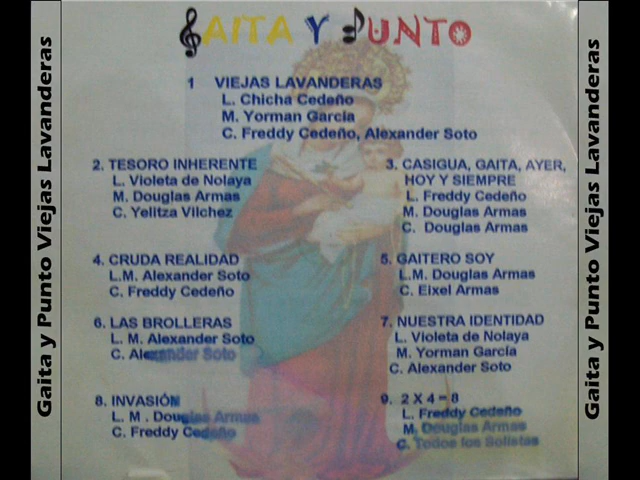 Gaita y Punto Viejas Lavanderas
GAITA Y PUNTO
1 VIEJAS LAVANDERAS
L. Chicha Cedeño
M. Yorman García
C. Freddy Cedeño, Alexander Soto
2. TESORO INHERENTE
L. Violeta de Nolaya
M. Douglas Armas
C. Yelitza Vilchez
3. CASIGUA, GAITA, AYER,
HOY Y SIEMPRE
L. Freddy Cedeño
M. Douglas Armas
C. Douglas Armas
4. CRUDA REALIDAD
L.M. Alexander Soto
C. Freddy Cedeño
5. GAITERO SOY
L.M. Douglas Armas
C. Eixel Armas
6. LAS BROLLERAS
L. M. Alexander Soto
C. Alexander Soto
7. NUESTRA IDENTIDAD
L. Violeta de Nolaya
M. Yorman García
C. Alexander Soto
8. INVASIÓN
L. M . Douglas Armas
C. Freddy Cedeño
9. 2 X 4 = 8
L. Freddy Cedeño
M. Douglas Armas
C. Todos los Solistas
Gaita y Punto Viejas Lavanderas